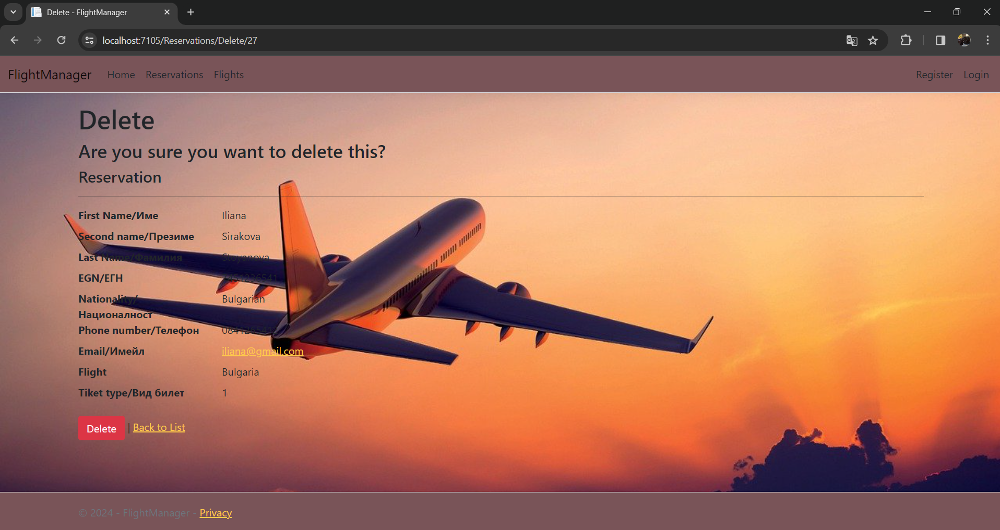 Delete - FlightManager
localhost:7105/Reservations/Delete/27
FlightManager Home Reservations Flights Register Login
Delete
Are you sure you want to delete this?
Reservation
First Name/Име Iliana
Second name/Презиме Sirakova
Last Name/Фамилия Stoyanova
EGN/ЕГН
Nationality/ Bulgarian
Националност
Phone number/Телефон
Email/Имейл iliana@gmail.com
Flight Bulgaria
Tiket type/Вид билет 1
Delete | Back to List
© 2024 - FlightManager - Privacy